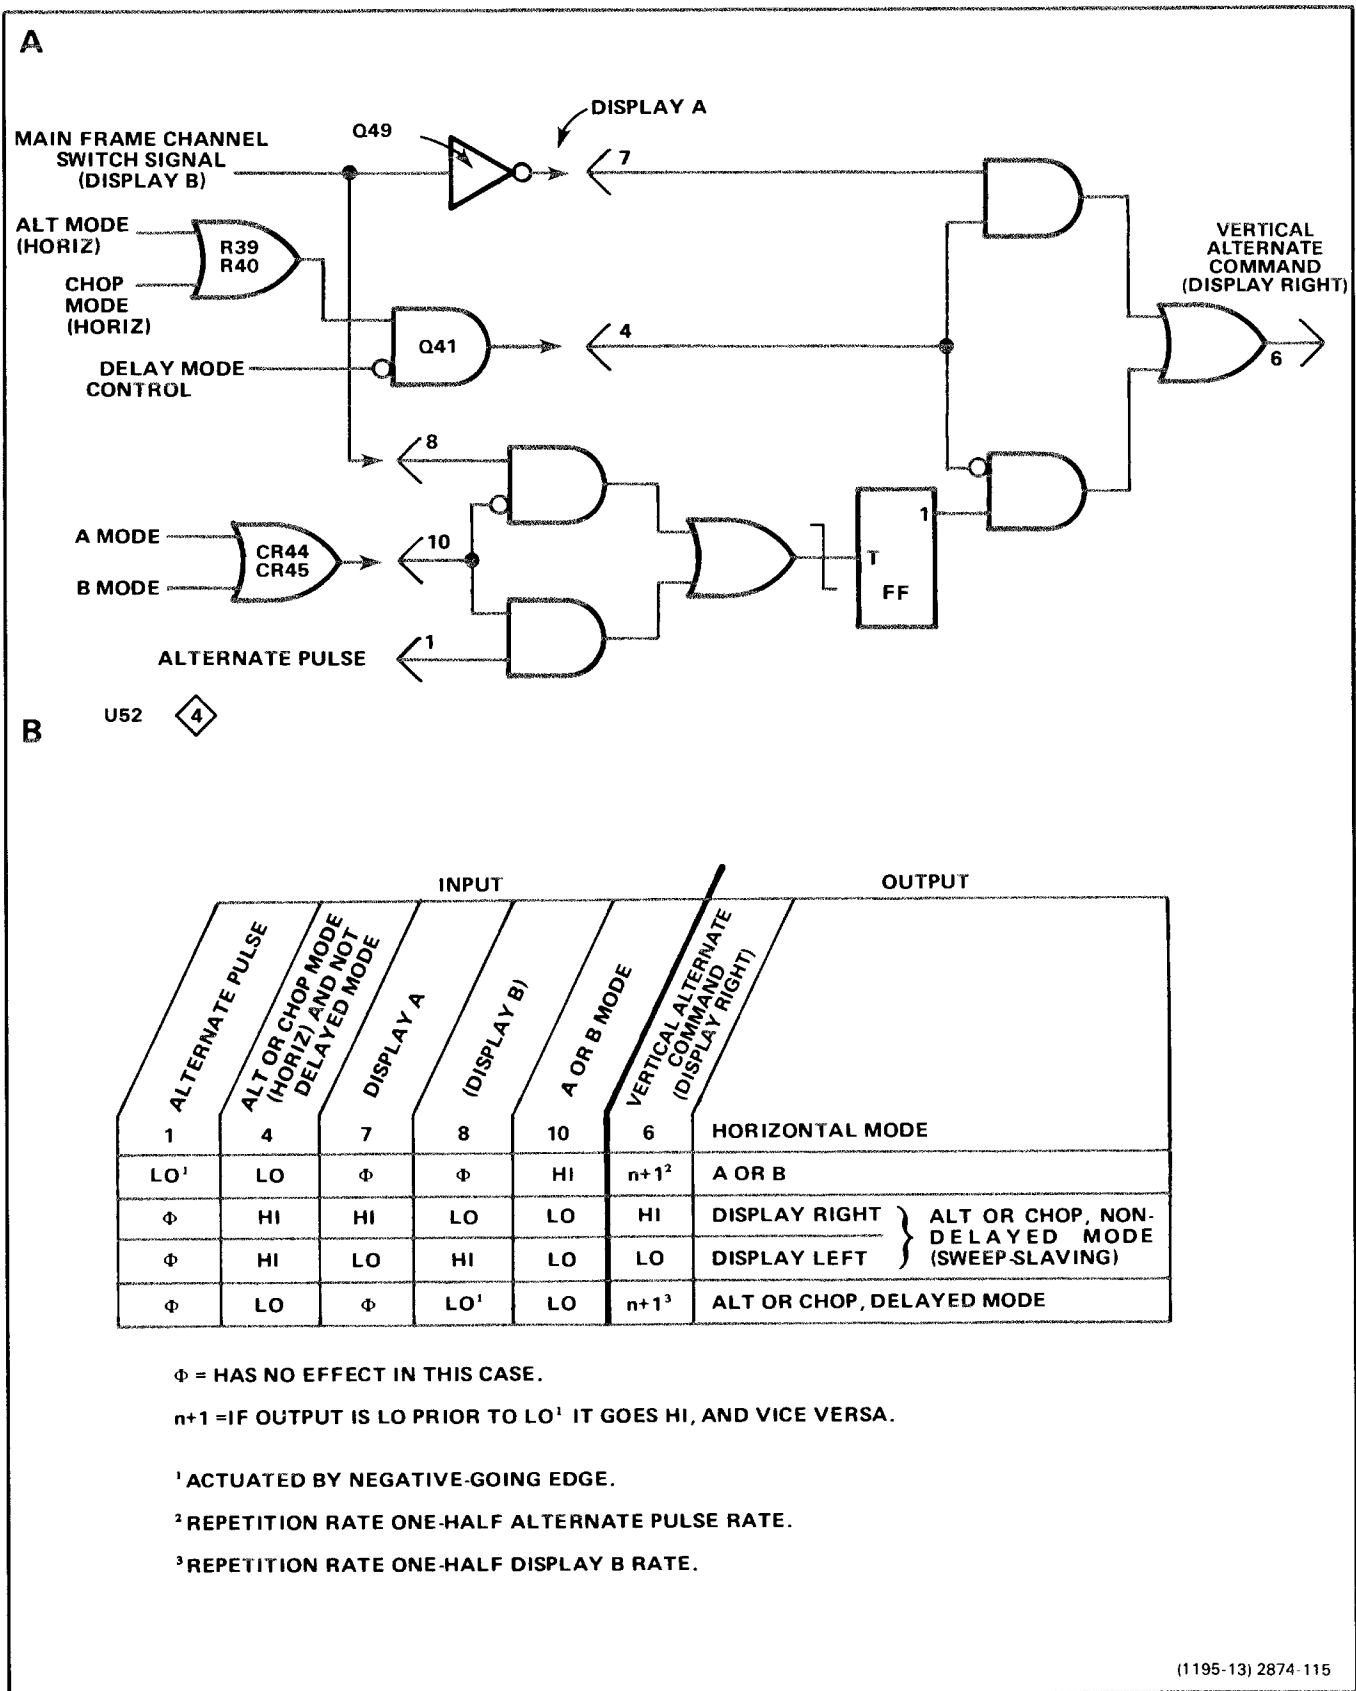 A
DISPLAY A
Q49
7
MAIN FRAME CHANNEL
SWITCH SIGNAL
(DISPLAY B)
ALT MODE
(HORIZ)
R39
R40
CHOP
MODE
(HORIZ)
VERTICAL
ALTERNATE
COMMAND
(DISPLAY RIGHT)
Q41
4
6
DELAY MODE
CONTROL
8
A MODE
B MODE
CR44
CR45
10
1
T
FF
ALTERNATE PULSE
1
U52
4
B
INPUT
OUTPUT
ALTERNATE PULSE
ALT OR CHOP MODE
(HORIZ) AND NOT
DELAYED MODE
DISPLAY A
(DISPLAY B)
A OR B MODE
VERTICAL ALTERNATE
COMMAND
(DISPLAY RIGHT)
1 4 7 8 10 6 HORIZONTAL MODE
LO¹ LO Φ Φ HI n+1² A OR B
Φ HI HI LO LO HI DISPLAY RIGHT
Φ HI LO HI LO LO DISPLAY LEFT
ALT OR CHOP, NON-
DELAYED MODE
(SWEEP-SLAVING)
Φ LO Φ LO¹ LO n+1³ ALT OR CHOP, DELAYED MODE
Φ = HAS NO EFFECT IN THIS CASE.
n+1 =IF OUTPUT IS LO PRIOR TO LO¹ IT GOES HI, AND VICE VERSA.
¹ ACTUATED BY NEGATIVE-GOING EDGE.
² REPETITION RATE ONE-HALF ALTERNATE PULSE RATE.
³ REPETITION RATE ONE-HALF DISPLAY B RATE.
(1195-13) 2874-115